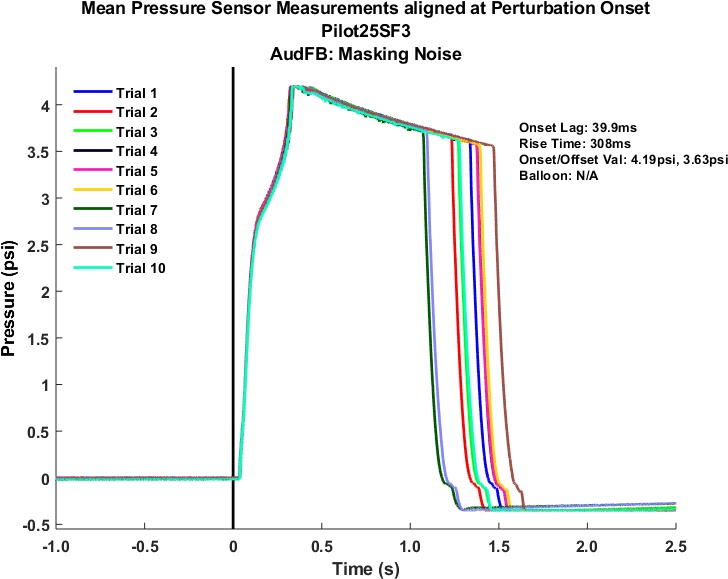 Mean Pressure Sensor Measurements aligned at Perturbation Onset
Pilot25SF3
AudFB: Masking Noise
Trial 1
Trial 2
Trial 3
Trial 4
Trial 5
Trial 6
Trial 7
Trial 8
Trial 9
Trial 10
Onset Lag: 39.9ms
Rise Time: 308ms
Onset/Offset Val: 4.19psi, 3.63psi
Balloon: N/A
Pressure (psi)
4
3.5
3
2.5
2
1.5
1
0.5
0
-0.5
-1.0 -0.5 0 0.5 1.0 1.5 2.0 2.5
Time (s)